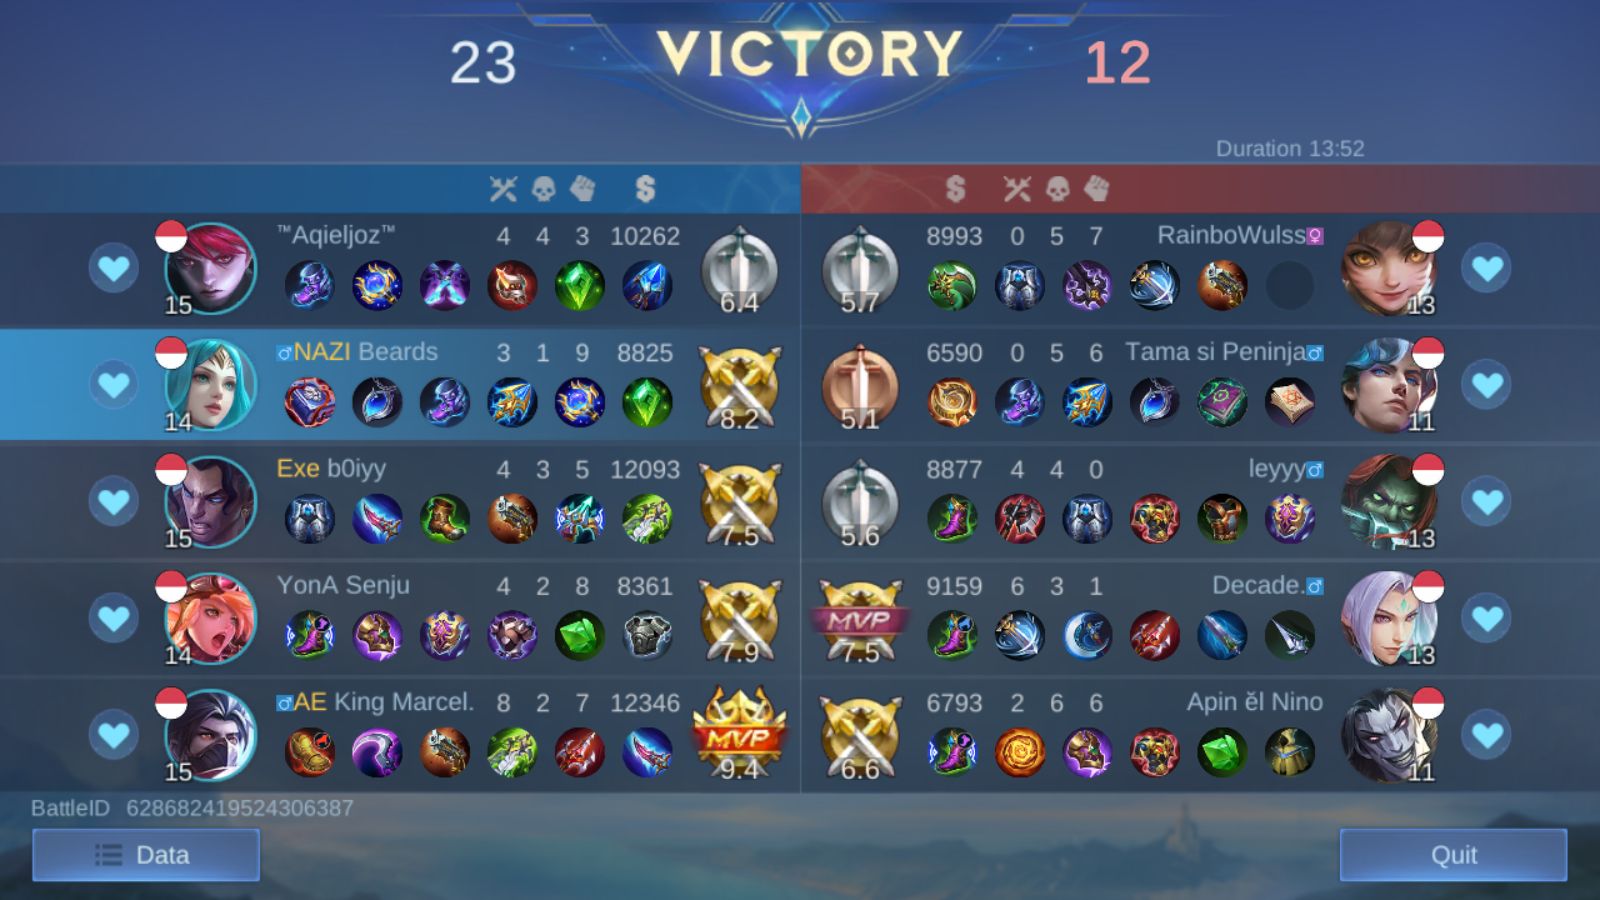 23 VICTORY 12
Duration 13:52
™Aqieljoz™ 4 4 3 10262 6.4
15
5.7 8993 0 5 7 RainboWulss♀
13
♂NAZI Beards 3 1 9 8825 8.2
14
5.1 6590 0 5 6 Tama si Peninja♂
11
Exe b0iyy 4 3 5 12093 7.5
15
5.6 8877 4 4 0 leyyy♂
13
YonA Senju 4 2 8 8361 7.9
14
MVP 7.5 9159 6 3 1 Decade.♂
13
♂AE King Marcel. 8 2 7 12346 MVP 9.4
15
6.6 6793 2 6 6 Apin ĕl Nino
11
BattleID 628682419524306387
Data
Quit